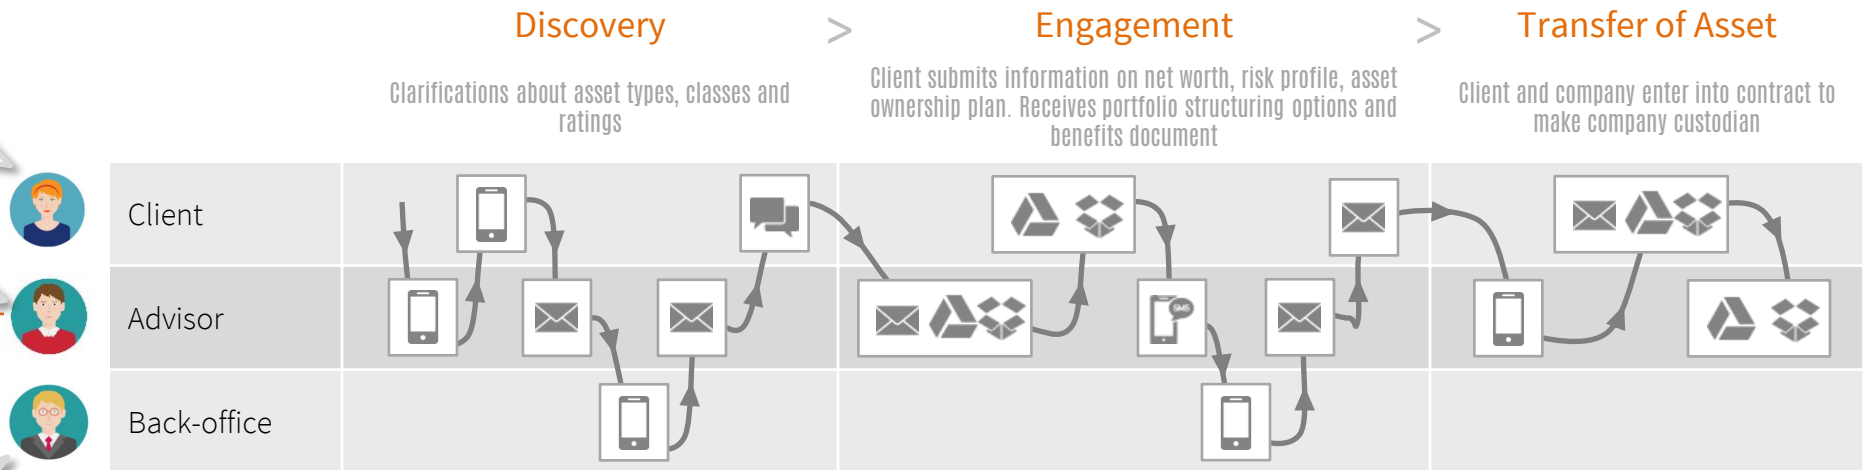 Discovery > Engagement > Transfer of Asset
Clarifications about asset types, classes and
ratings
Client submits information on net worth, risk profile, asset
ownership plan. Receives portfolio structuring options and
benefits document
Client and company enter into contract to
make company custodian
Client
Advisor
SMS
Back-office